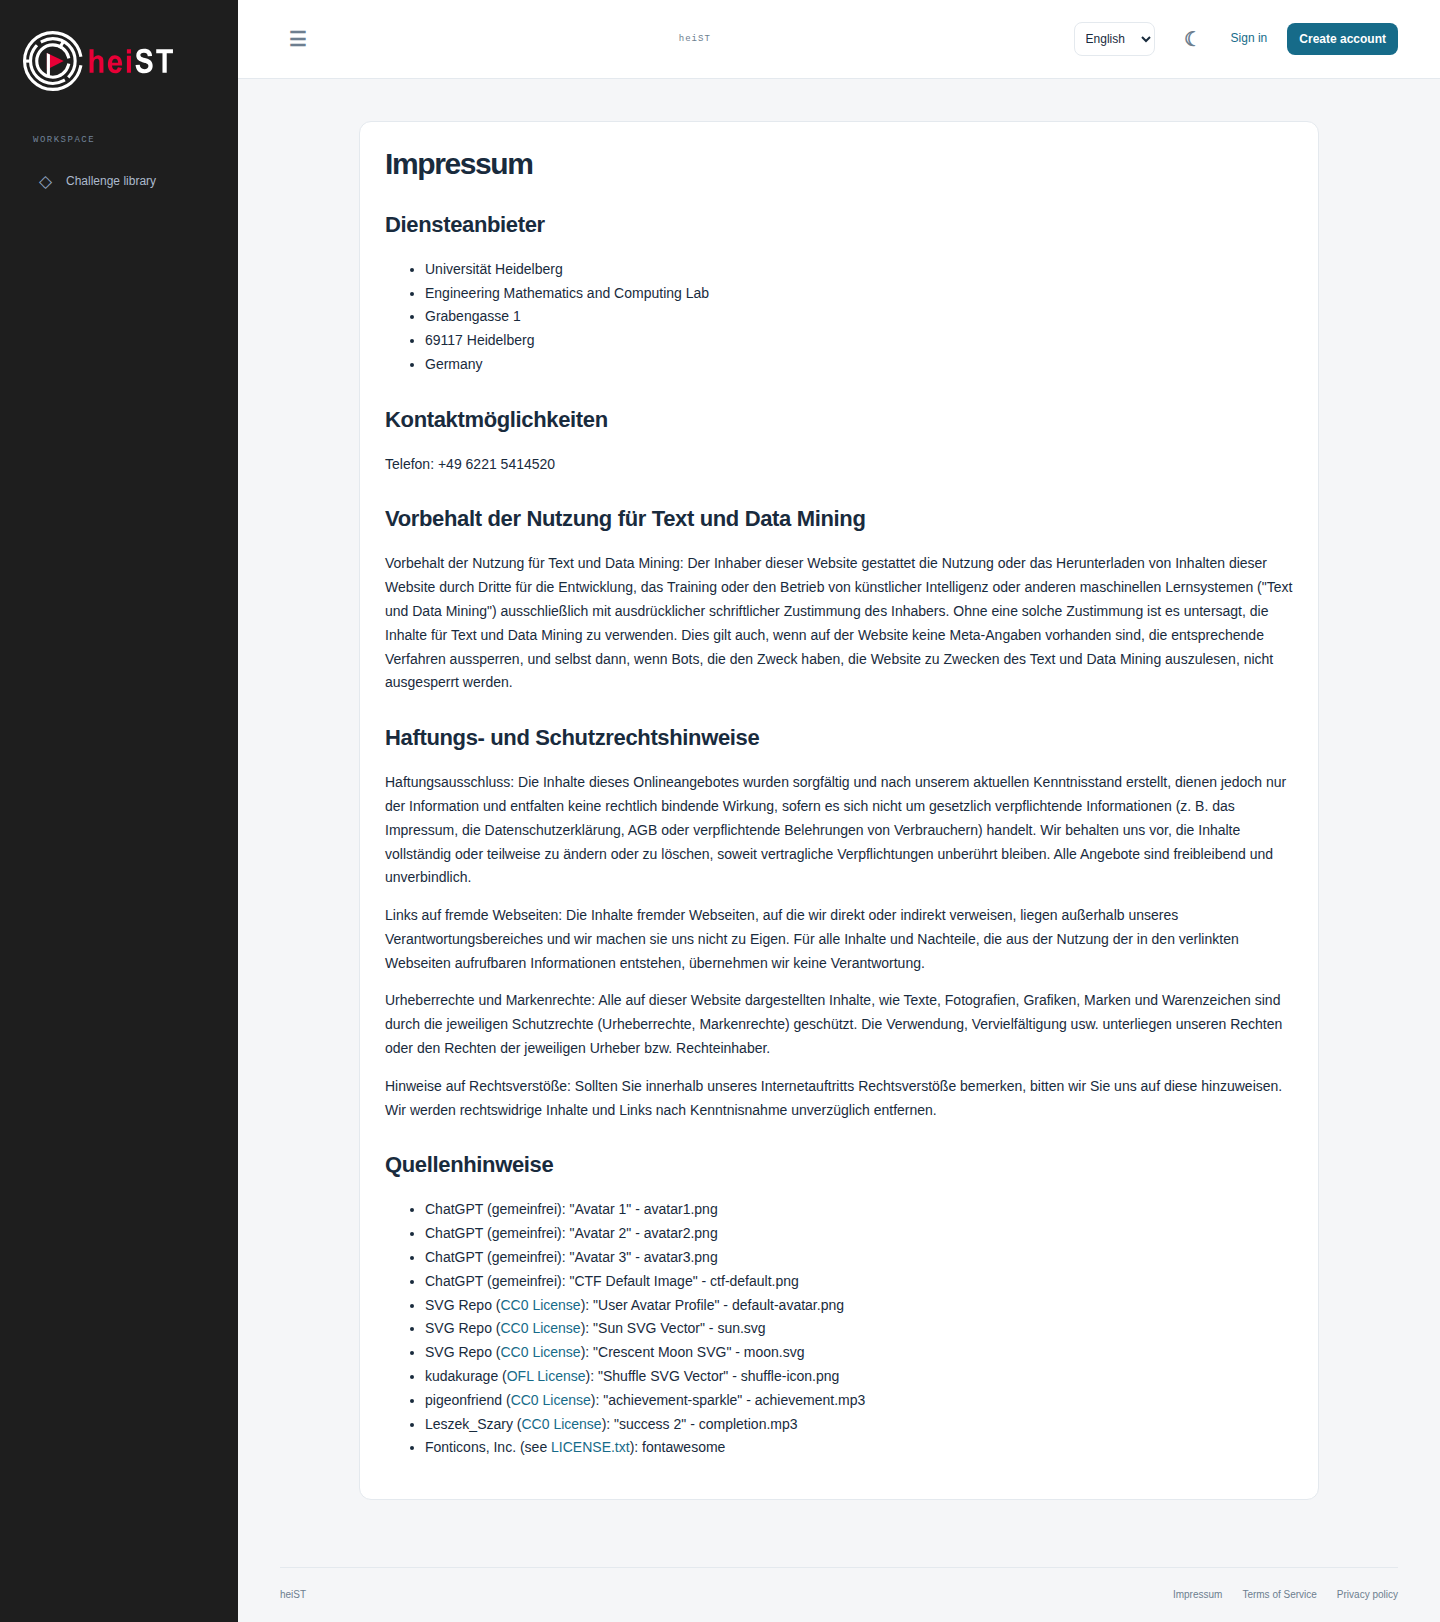 heiST
WORKSPACE
◇ Challenge library
☰
heiST
English
☾
Sign in
Create account
Impressum
Diensteanbieter
• Universität Heidelberg
• Engineering Mathematics and Computing Lab
• Grabengasse 1
• 69117 Heidelberg
• Germany
Kontaktmöglichkeiten
Telefon: +49 6221 5414520
Vorbehalt der Nutzung für Text und Data Mining
Vorbehalt der Nutzung für Text und Data Mining: Der Inhaber dieser Website gestattet die Nutzung oder das Herunterladen von Inhalten dieser
Website durch Dritte für die Entwicklung, das Training oder den Betrieb von künstlicher Intelligenz oder anderen maschinellen Lernsystemen ("Text
und Data Mining") ausschließlich mit ausdrücklicher schriftlicher Zustimmung des Inhabers. Ohne eine solche Zustimmung ist es untersagt, die
Inhalte für Text und Data Mining zu verwenden. Dies gilt auch, wenn auf der Website keine Meta-Angaben vorhanden sind, die entsprechende
Verfahren aussperren, und selbst dann, wenn Bots, die den Zweck haben, die Website zu Zwecken des Text und Data Mining auszulesen, nicht
ausgesperrt werden.
Haftungs- und Schutzrechtshinweise
Haftungsausschluss: Die Inhalte dieses Onlineangebotes wurden sorgfältig und nach unserem aktuellen Kenntnisstand erstellt, dienen jedoch nur
der Information und entfalten keine rechtlich bindende Wirkung, sofern es sich nicht um gesetzlich verpflichtende Informationen (z. B. das
Impressum, die Datenschutzerklärung, AGB oder verpflichtende Belehrungen von Verbrauchern) handelt. Wir behalten uns vor, die Inhalte
vollständig oder teilweise zu ändern oder zu löschen, soweit vertragliche Verpflichtungen unberührt bleiben. Alle Angebote sind freibleibend und
unverbindlich.
Links auf fremde Webseiten: Die Inhalte fremder Webseiten, auf die wir direkt oder indirekt verweisen, liegen außerhalb unseres
Verantwortungsbereiches und wir machen sie uns nicht zu Eigen. Für alle Inhalte und Nachteile, die aus der Nutzung der in den verlinkten
Webseiten aufrufbaren Informationen entstehen, übernehmen wir keine Verantwortung.
Urheberrechte und Markenrechte: Alle auf dieser Website dargestellten Inhalte, wie Texte, Fotografien, Grafiken, Marken und Warenzeichen sind
durch die jeweiligen Schutzrechte (Urheberrechte, Markenrechte) geschützt. Die Verwendung, Vervielfältigung usw. unterliegen unseren Rechten
oder den Rechten der jeweiligen Urheber bzw. Rechteinhaber.
Hinweise auf Rechtsverstöße: Sollten Sie innerhalb unseres Internetauftritts Rechtsverstöße bemerken, bitten wir Sie uns auf diese hinzuweisen.
Wir werden rechtswidrige Inhalte und Links nach Kenntnisnahme unverzüglich entfernen.
Quellenhinweise
• ChatGPT (gemeinfrei): "Avatar 1" - avatar1.png
• ChatGPT (gemeinfrei): "Avatar 2" - avatar2.png
• ChatGPT (gemeinfrei): "Avatar 3" - avatar3.png
• ChatGPT (gemeinfrei): "CTF Default Image" - ctf-default.png
• SVG Repo (CC0 License): "User Avatar Profile" - default-avatar.png
• SVG Repo (CC0 License): "Sun SVG Vector" - sun.svg
• SVG Repo (CC0 License): "Crescent Moon SVG" - moon.svg
• kudakurage (OFL License): "Shuffle SVG Vector" - shuffle-icon.png
• pigeonfriend (CC0 License): "achievement-sparkle" - achievement.mp3
• Leszek_Szary (CC0 License): "success 2" - completion.mp3
• Fonticons, Inc. (see LICENSE.txt): fontawesome
heiST
Impressum
Terms of Service
Privacy policy